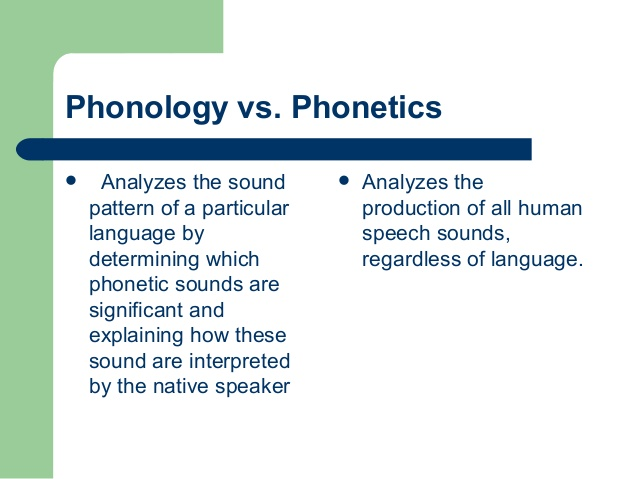 Phonology vs. Phonetics
Analyzes the sound
pattern of a particular
language by
determining which
phonetic sounds are
significant and
explaining how these
sound are interpreted
by the native speaker
Analyzes the
production of all human
speech sounds,
regardless of language.